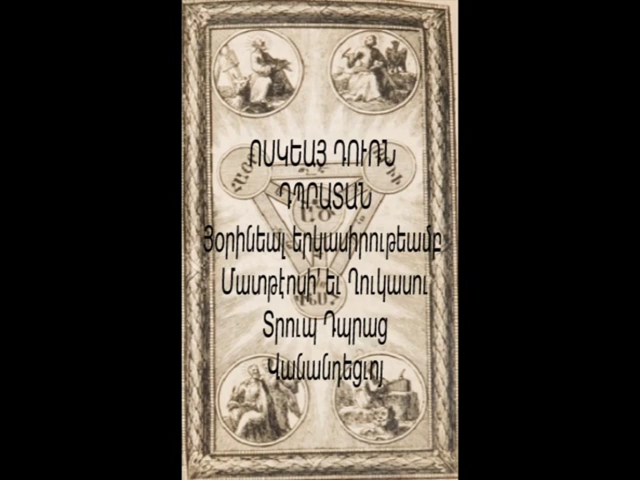 ՈՍԿԵԱՅ ԴՈՒՌՆ
ԴՊՐԱՏԱՆ
Յօրինեալ երկասիրութեամբ
Մատթէոսի եւ Ղուկասու
Տրուպ Դպրաց
Վանանդեցւոյ